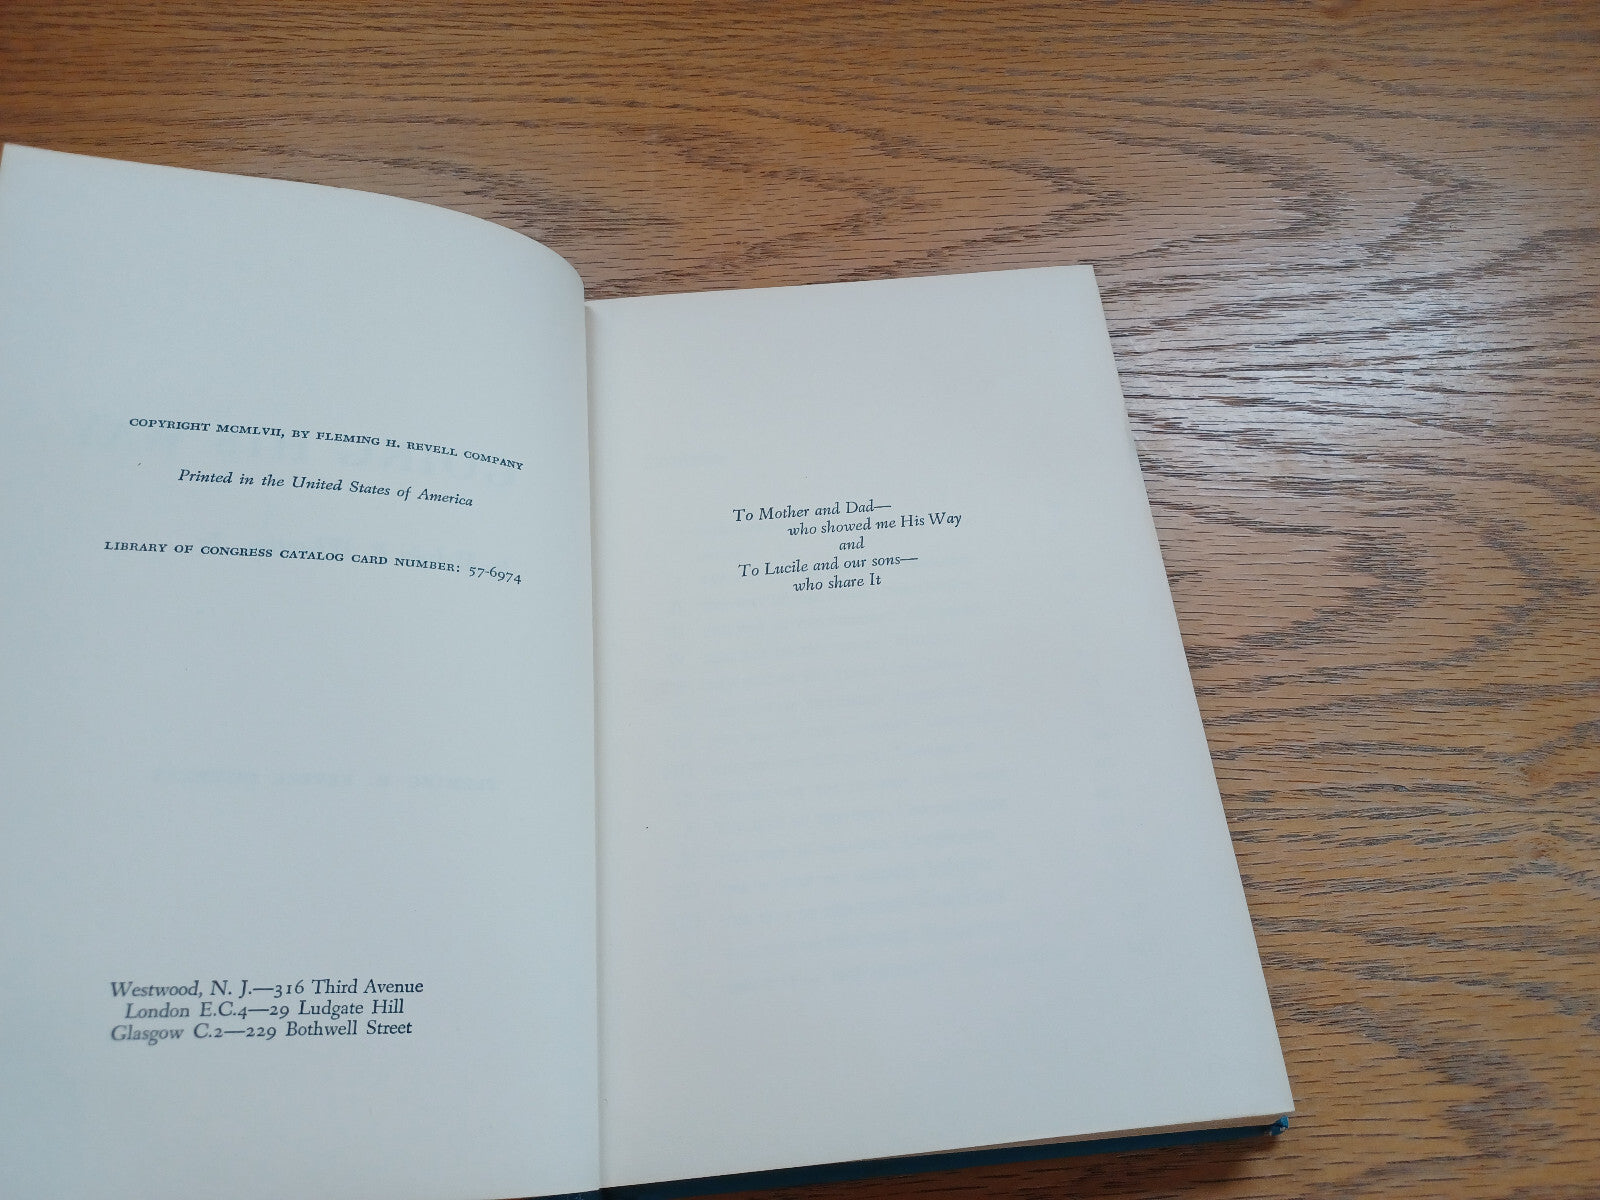 COPYRIGHT MCMLVII, BY FLEMING H. REVELL COMPANY
Printed in the United States of America
LIBRARY OF CONGRESS CATALOG CARD NUMBER: 57-6974
Westwood, N. J.—316 Third Avenue
London E.C.4—29 Ludgate Hill
Glasgow C.2—229 Bothwell Street
To Mother and Dad—
who showed me His Way
and
To Lucile and our sons—
who share It